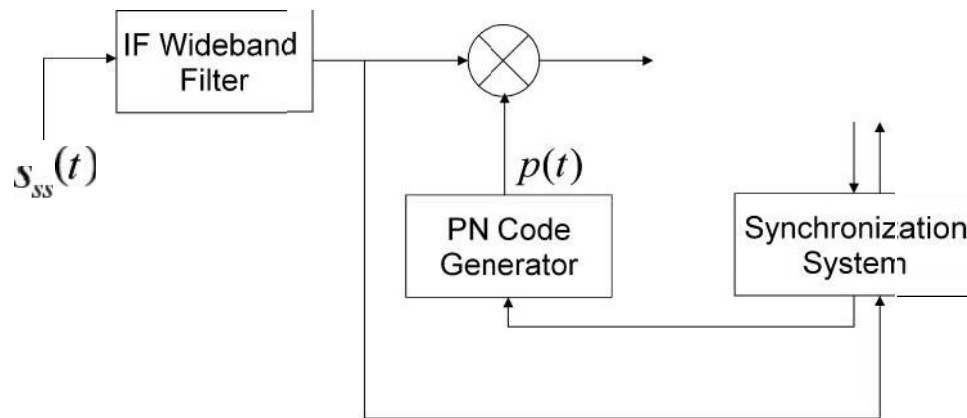 IF Wideband
Filter
s_ss(t)
p(t)
PN Code
Generator
Synchronization
System